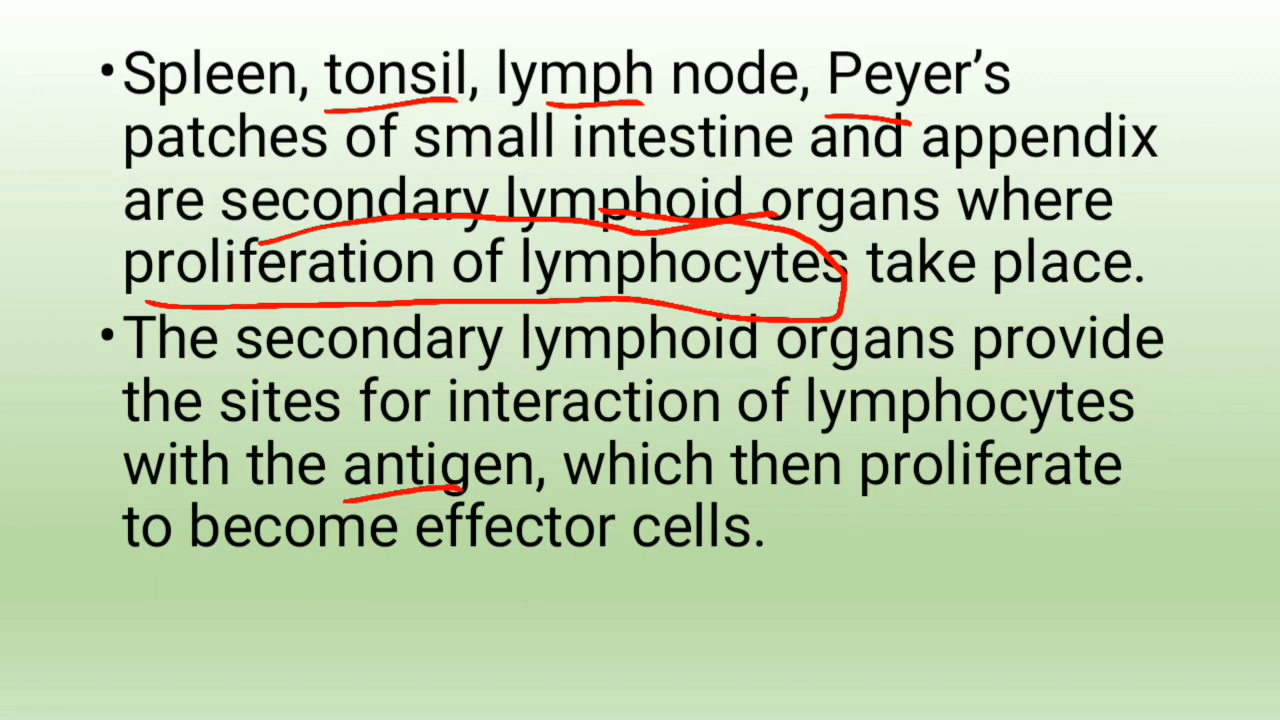 • Spleen, tonsil, lymph node, Peyer’s
patches of small intestine and appendix
are secondary lymphoid organs where
proliferation of lymphocytes take place.
• The secondary lymphoid organs provide
the sites for interaction of lymphocytes
with the antigen, which then proliferate
to become effector cells.